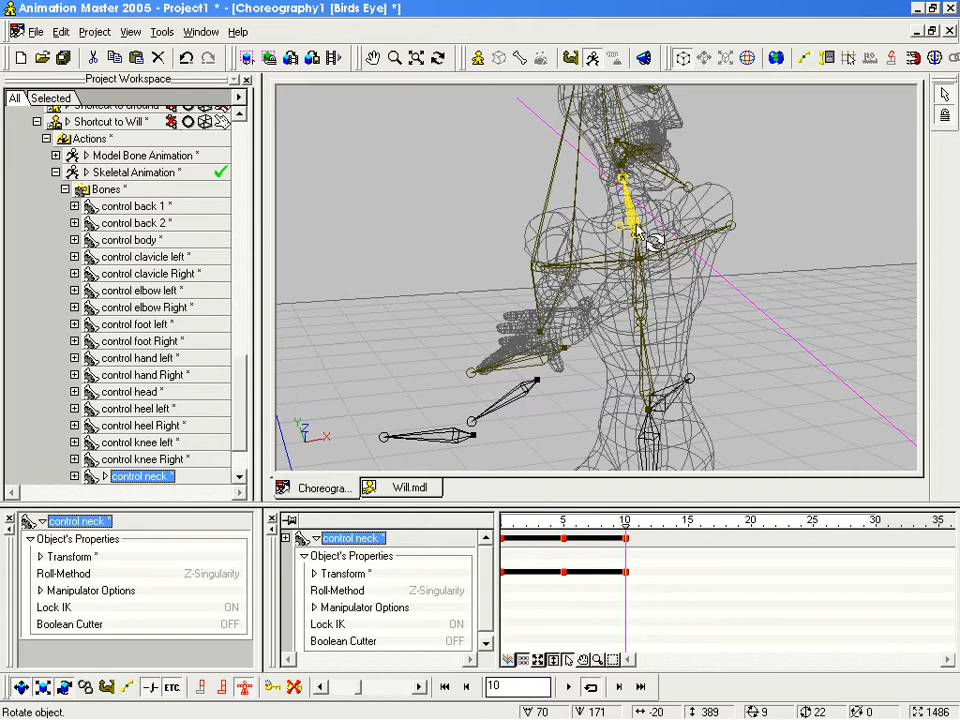 Animation Master 2005 - Project1 * - [Choreography1 [Birds Eye] *]
File Edit Project View Tools Window Help
Project Workspace
All Selected
Shortcut to Ground
Shortcut to Will *
Actions *
Model Bone Animation *
Skeletal Animation *
Bones *
control back 1 *
control back 2 *
control body *
control clavicle left *
control clavicle Right *
control elbow left *
control elbow Right *
control foot left *
control foot Right *
control hand left *
control hand Right *
control head *
control heel left *
control heel Right *
control knee left *
control knee Right *
control neck *
Y Z X
Choreogra... Will.mdl
control neck *
Object's Properties
Transform *
Roll-Method Z-Singularity
Manipulator Options
Lock IK ON
Boolean Cutter OFF
control neck *
Object's Properties
Transform *
Roll-Method Z-Singularity
Manipulator Options
Lock IK ON
Boolean Cutter OFF
5 10 15 20 25 30 35
ETC. 10
Rotate object. 70 171 -20 389 9 22 0 1486